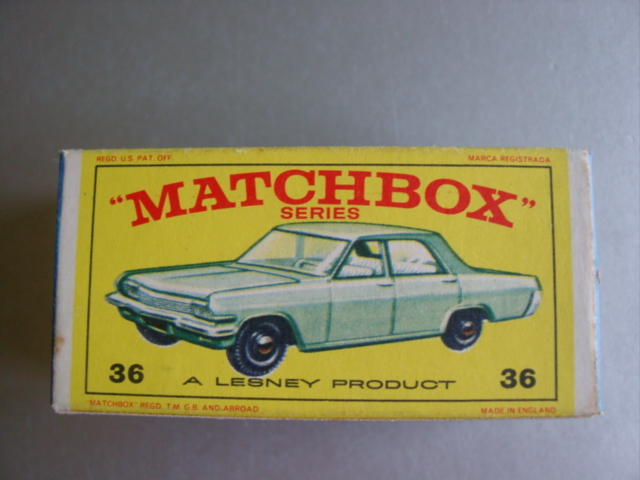 REGD. U.S. PAT. OFF. MARCA REGISTRADA
"MATCHBOX"
SERIES
36 A LESNEY PRODUCT 36
"MATCHBOX" REGD. T.M. G.B. AND ABROAD MADE IN ENGLAND